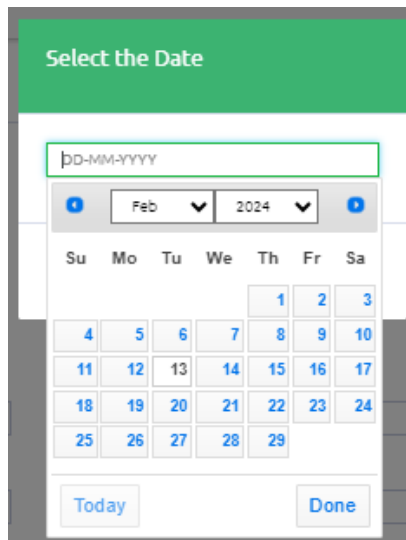 Select the Date
DD-MM-YYYY
Feb 2024
Su Mo Tu We Th Fr Sa
1 2 3
4 5 6 7 8 9 10
11 12 13 14 15 16 17
18 19 20 21 22 23 24
25 26 27 28 29
Today Done